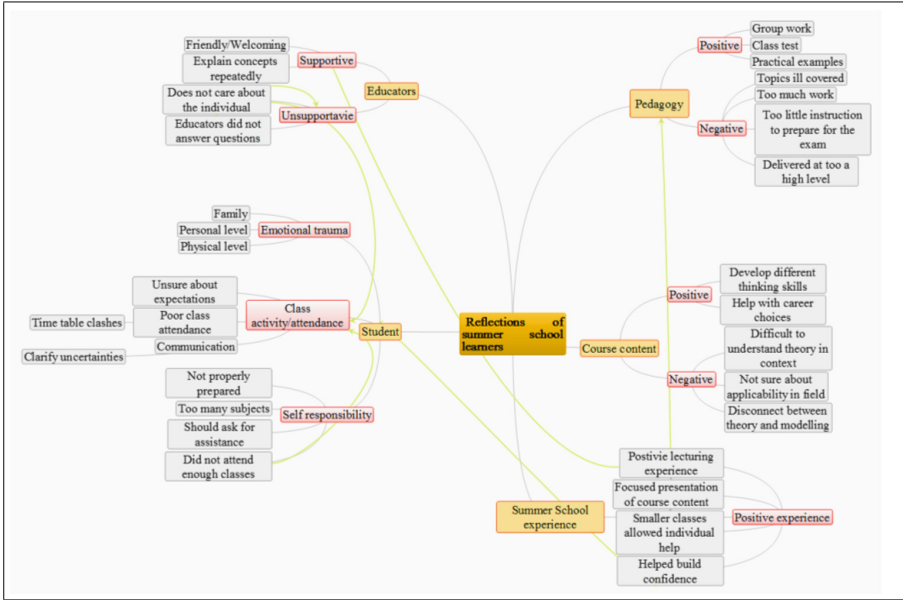 Friendly/Welcoming
Explain concepts
repeatedly
Supportive
Does not care about
the individual
Educators did not
answer questions
Unsupportavie
Educators
Family
Personal level
Physical level
Emotional trauma
Unsure about
expectations
Time table clashes
Poor class
attendance
Clarify uncertainties
Communication
Class
activity/attendance
Student
Not properly
prepared
Too many subjects
Should ask for
assistance
Did not attend
enough classes
Self responsibility
Reflections of
summer school
learners
Pedagogy
Positive
Group work
Class test
Practical examples
Negative
Topics ill covered
Too much work
Too little instruction
to prepare for the
exam
Delivered at too a
high level
Course content
Positive
Develop different
thinking skills
Help with career
choices
Negative
Difficult to
understand theory in
context
Not sure about
applicability in field
Disconnect between
theory and modelling
Summer School
experience
Postivie lecturing
experience
Focused presentation
of course content
Smaller classes
allowed individual
help
Helped build
confidence
Positive experience